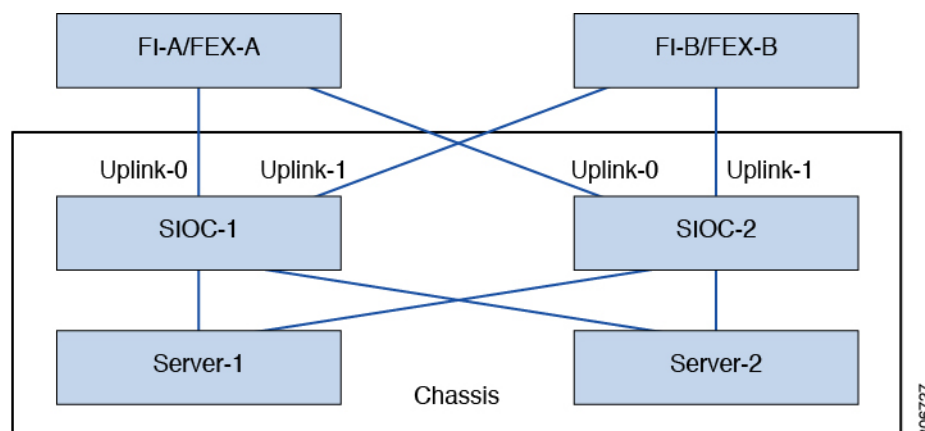 FI-A/FEX-A
FI-B/FEX-B
Uplink-0
Uplink-1
Uplink-0
Uplink-1
SIOC-1
SIOC-2
Server-1
Server-2
Chassis